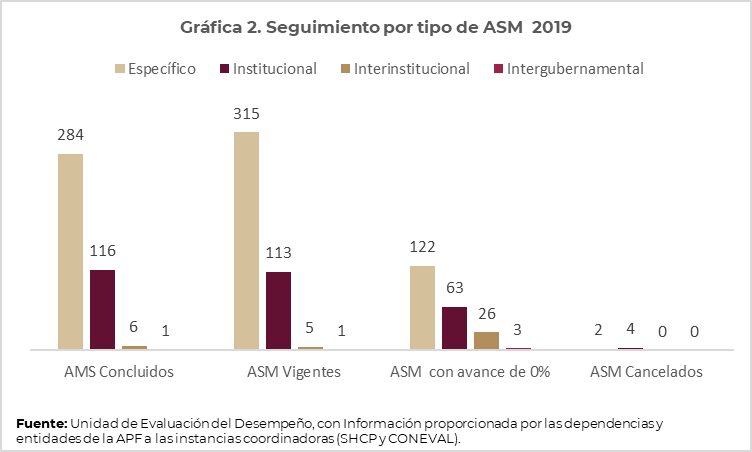 Gráfica 2. Seguimiento por tipo de ASM 2019
Específico Institucional Interinstitucional Intergubernamental
284 116 6 1
315 113 5 1
122 63 26 3
2 4 0 0
AMS Concluidos ASM Vigentes ASM con avance de 0% ASM Cancelados
Fuente: Unidad de Evaluación del Desempeño, con Información proporcionada por las dependencias y
entidades de la APF a las instancias coordinadoras (SHCP y CONEVAL).